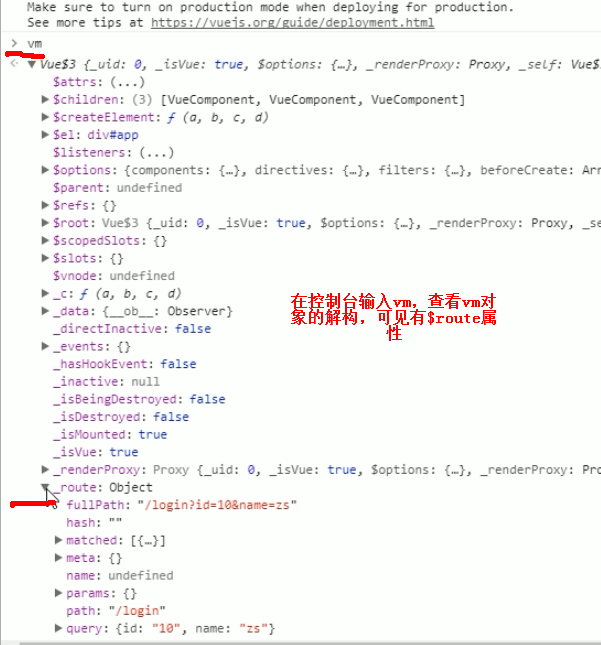 Make sure to turn on production mode when deploying for production.
See more tips at https://vuejs.org/guide/deployment.html
> vm
Vue$3 {_uid: 0, _isVue: true, $options: {…}, _renderProxy: Proxy, _self: Vue$
$attrs: (...)
$children: (3) [VueComponent, VueComponent, VueComponent]
$createElement: ƒ (a, b, c, d)
$el: div#app
$listeners: (...)
$options: {components: {…}, directives: {…}, filters: {…}, beforeCreate: Arr
$parent: undefined
$refs: {}
$root: Vue$3 {_uid: 0, _isVue: true, $options: {…}, _renderProxy: Proxy, _se
$scopedSlots: {}
$slots: {}
$vnode: undefined
_c: ƒ (a, b, c, d)
_data: {__ob__: Observer}
_directInactive: false
_events: {}
_hasHookEvent: false
_inactive: null
_isBeingDestroyed: false
_isDestroyed: false
_isMounted: true
_isVue: true
_renderProxy: Proxy {_uid: 0, _isVue: true, $options: {…}, _renderProxy: Pro
_route: Object
fullPath: "/login?id=10&name=zs"
hash: ""
matched: [{…}]
meta: {}
name: undefined
params: {}
path: "/login"
query: {id: "10", name: "zs"}
在控制台输入vm，查看vm对
象的解构，可见有$route属
性